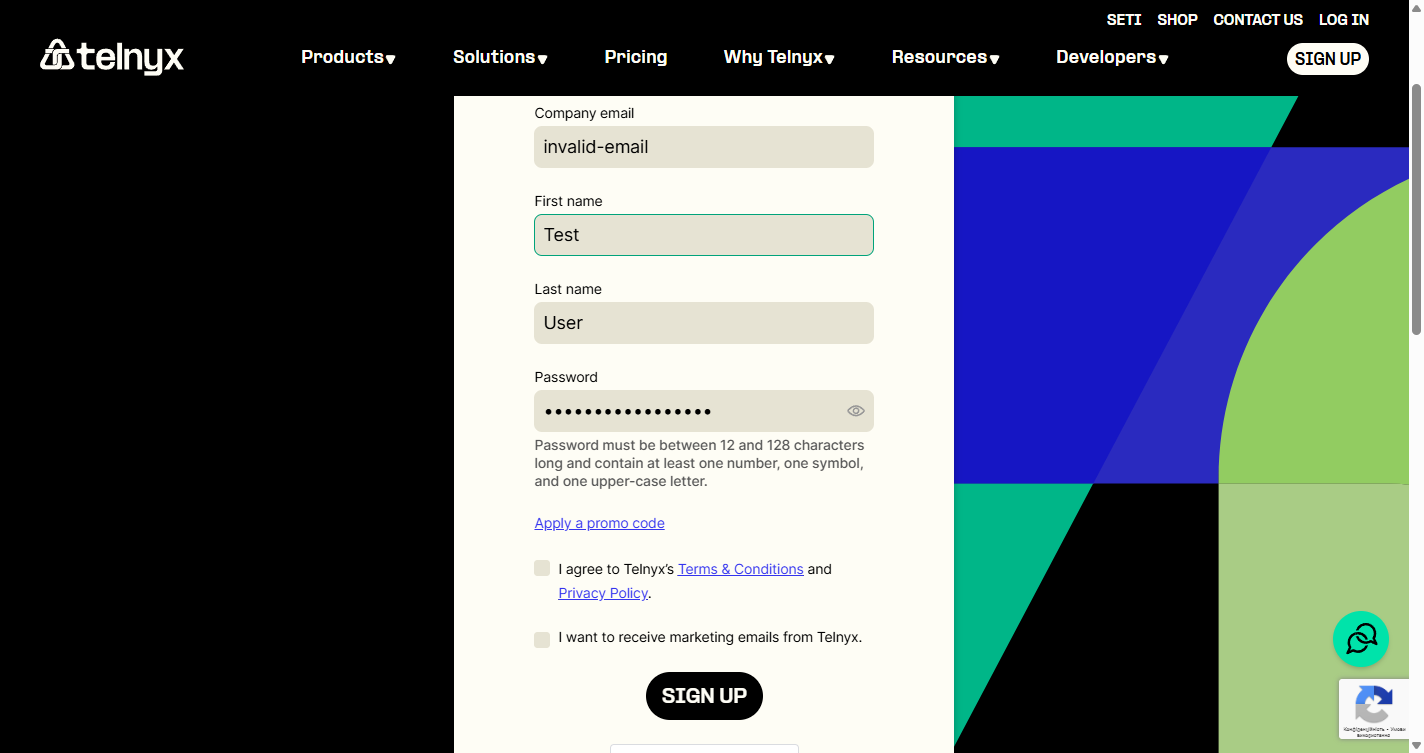 SETI SHOP CONTACT US LOG IN
telnyx Products Solutions Pricing Why Telnyx Resources Developers SIGN UP
Company email
invalid-email
First name
Test
Last name
User
Password
•••••••••••••••••
Password must be between 12 and 128 characters
long and contain at least one number, one symbol,
and one upper-case letter.
Apply a promo code
I agree to Telnyx's Terms & Conditions and
Privacy Policy.
I want to receive marketing emails from Telnyx.
SIGN UP
Конфіденційність - Умови
використання